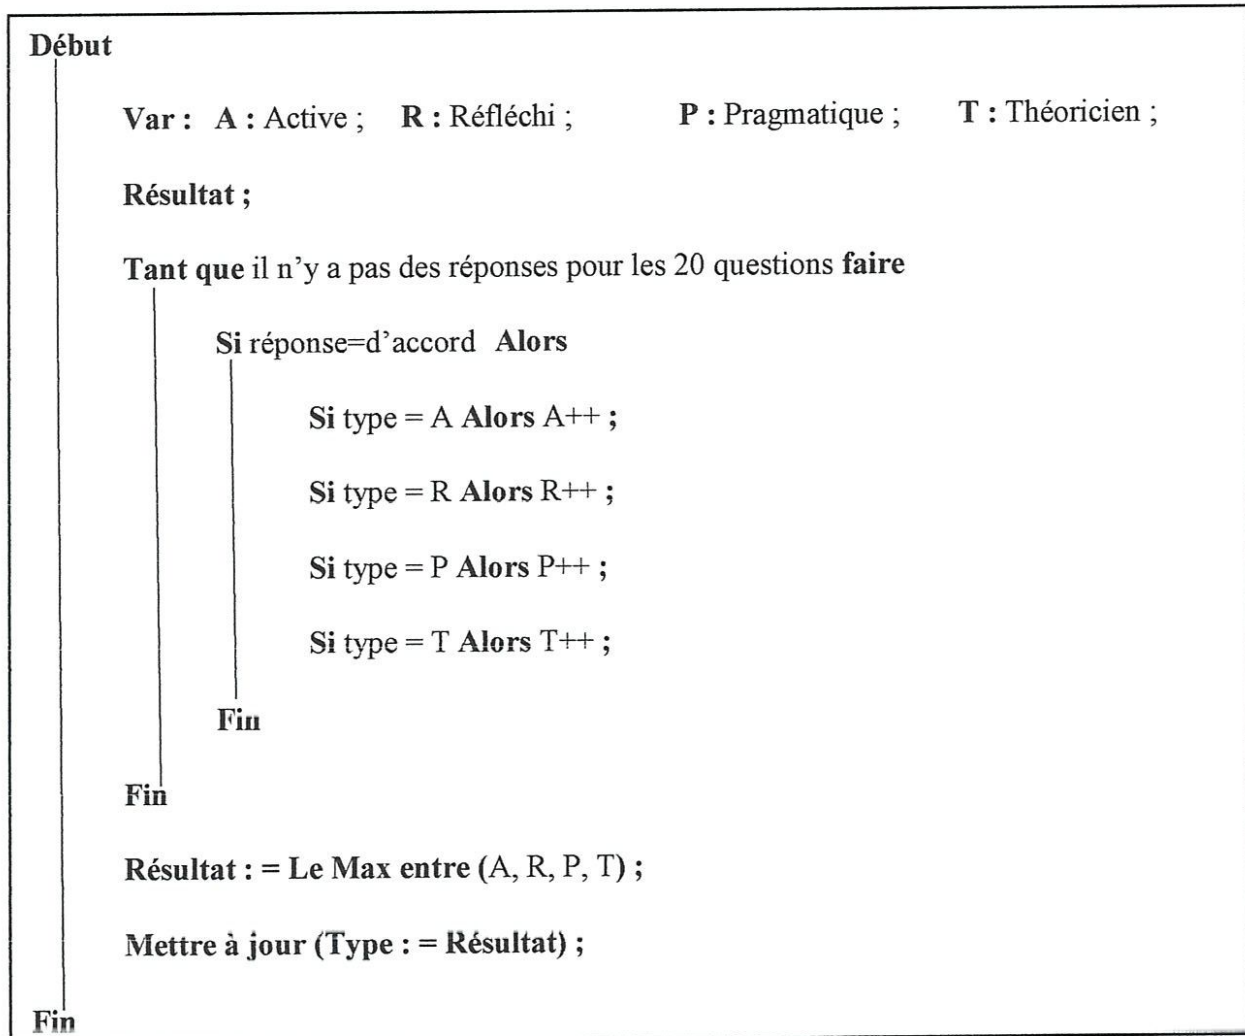 Début
Var : A : Active ; R : Réfléchi ; P : Pragmatique ; T : Théoricien ;
Résultat ;
Tant que il n’y a pas des réponses pour les 20 questions faire
Si réponse=d’accord Alors
Si type = A Alors A++ ;
Si type = R Alors R++ ;
Si type = P Alors P++ ;
Si type = T Alors T++ ;
Fin
Fin
Résultat : = Le Max entre (A, R, P, T) ;
Mettre à jour (Type : = Résultat) ;
Fin